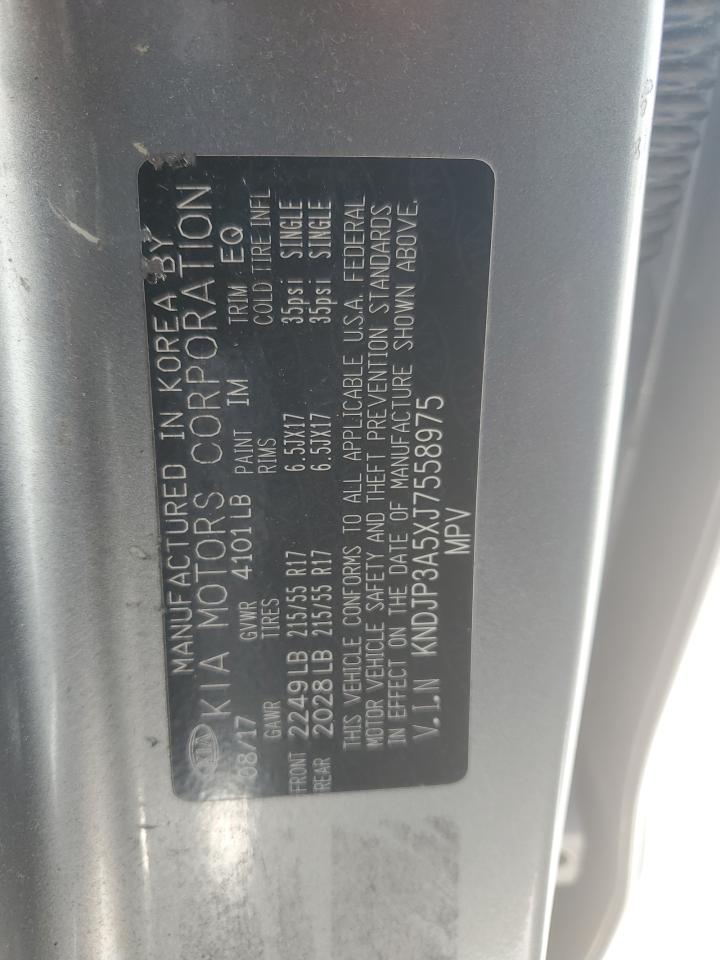 MANUFACTURED IN KOREA BY
KIA KIA MOTORS CORPORATION
08/17 GVWR 4101 LB PAINT IM TRIM EQ
GAWR TIRES RIMS COLD TIRE INFL
FRONT 2249 LB 215/55 R17 6.5JX17 35psi SINGLE
REAR 2028 LB 215/55 R17 6.5JX17 35psi SINGLE
THIS VEHICLE CONFORMS TO ALL APPLICABLE U.S.A. FEDERAL
MOTOR VEHICLE SAFETY AND THEFT PREVENTION STANDARDS
IN EFFECT ON THE DATE OF MANUFACTURE SHOWN ABOVE.
V.I.N KNDJP3A5XJ7558975
MPV